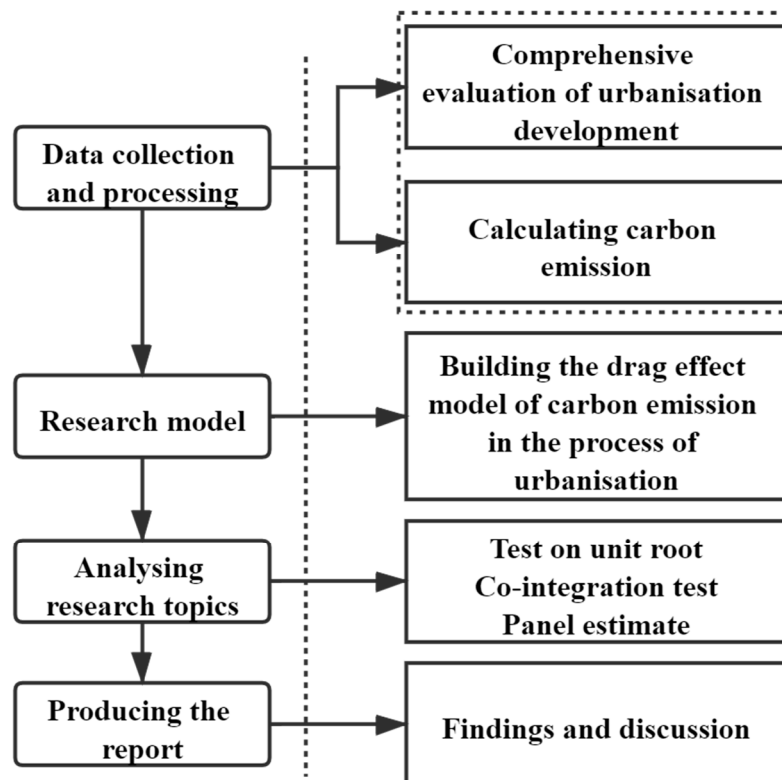 Data collection
and processing
Comprehensive
evaluation of urbanisation
development
Calculating carbon
emission
Research model
Building the drag effect
model of carbon emission
in the process of
urbanisation
Analysing
research topics
Test on unit root
Co-integration test
Panel estimate
Producing the
report
Findings and discussion